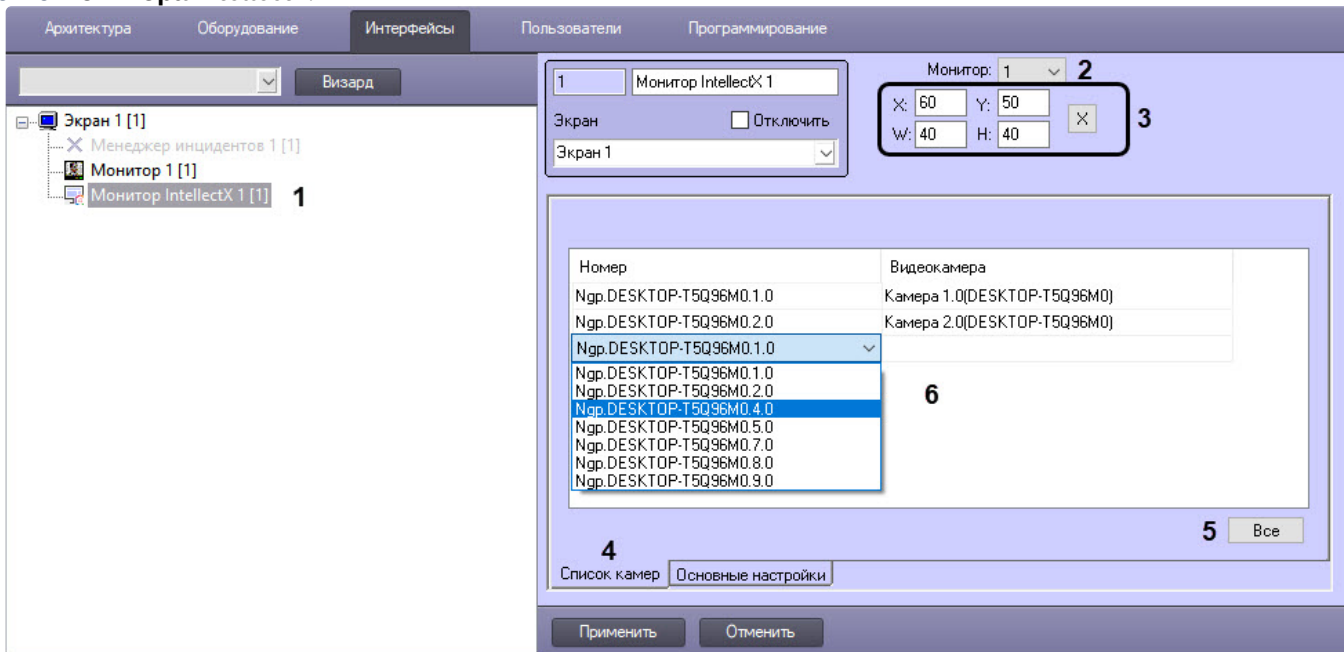 Архитектура Оборудование Интерфейсы Пользователи Программирование
Визард
Экран 1 [1]
Менеджер инцидентов 1 [1]
Монитор 1 [1]
Монитор IntellectX 1 [1] 1
1 Монитор IntellectX 1
Экран Отключить
Экран 1
Монитор: 1 2
X: 60 Y: 50
W: 40 H: 40
X 3
Номер Видеокамера
Ngp.DESKTOP-T5Q96M0.1.0 Камера 1.0(DESKTOP-T5Q96M0)
Ngp.DESKTOP-T5Q96M0.2.0 Камера 2.0(DESKTOP-T5Q96M0)
Ngp.DESKTOP-T5Q96M0.1.0
Ngp.DESKTOP-T5Q96M0.1.0
Ngp.DESKTOP-T5Q96M0.2.0
Ngp.DESKTOP-T5Q96M0.4.0
Ngp.DESKTOP-T5Q96M0.5.0
Ngp.DESKTOP-T5Q96M0.7.0
Ngp.DESKTOP-T5Q96M0.8.0
Ngp.DESKTOP-T5Q96M0.9.0
6
5 Все
4
Список камер Основные настройки
Применить Отменить